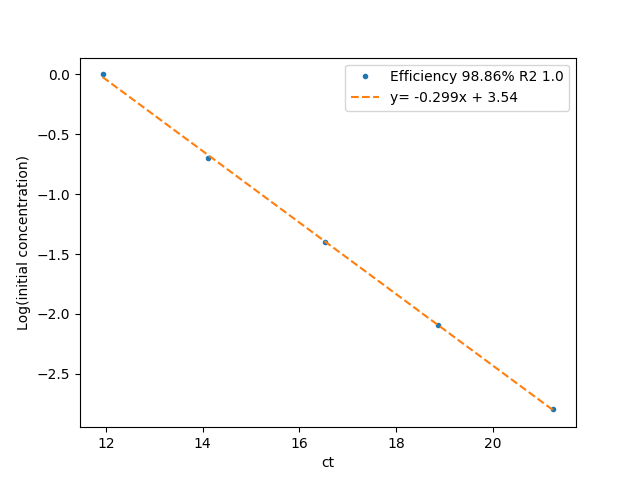 Efficiency 98.86% R2 1.0
y= -0.299x + 3.54
0.0
−0.5
−1.0
−1.5
−2.0
−2.5
Log(initial concentration)
12 14 16 18 20
ct